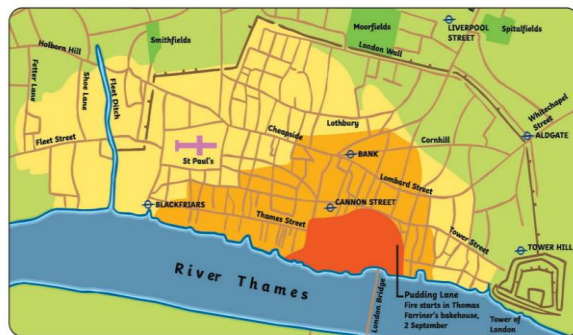 Moorfields
LIVERPOOL
STREET
Spitalfields
Smithfields
Holborn Hill
London Wall
Fetter Lane
Shoe Lane
Fleet Ditch
Whitechapel
Street
Lothbury
Cheapside
Cornhill
ALDGATE
Fleet Street
St Paul's
BANK
Lombard Street
BLACKFRIARS
CANNON STREET
Thames Street
Tower Street
TOWER HILL
River Thames
London Bridge
Pudding Lane
Fire starts in Thomas
Farriner's bakehouse,
2 September
Tower of
London